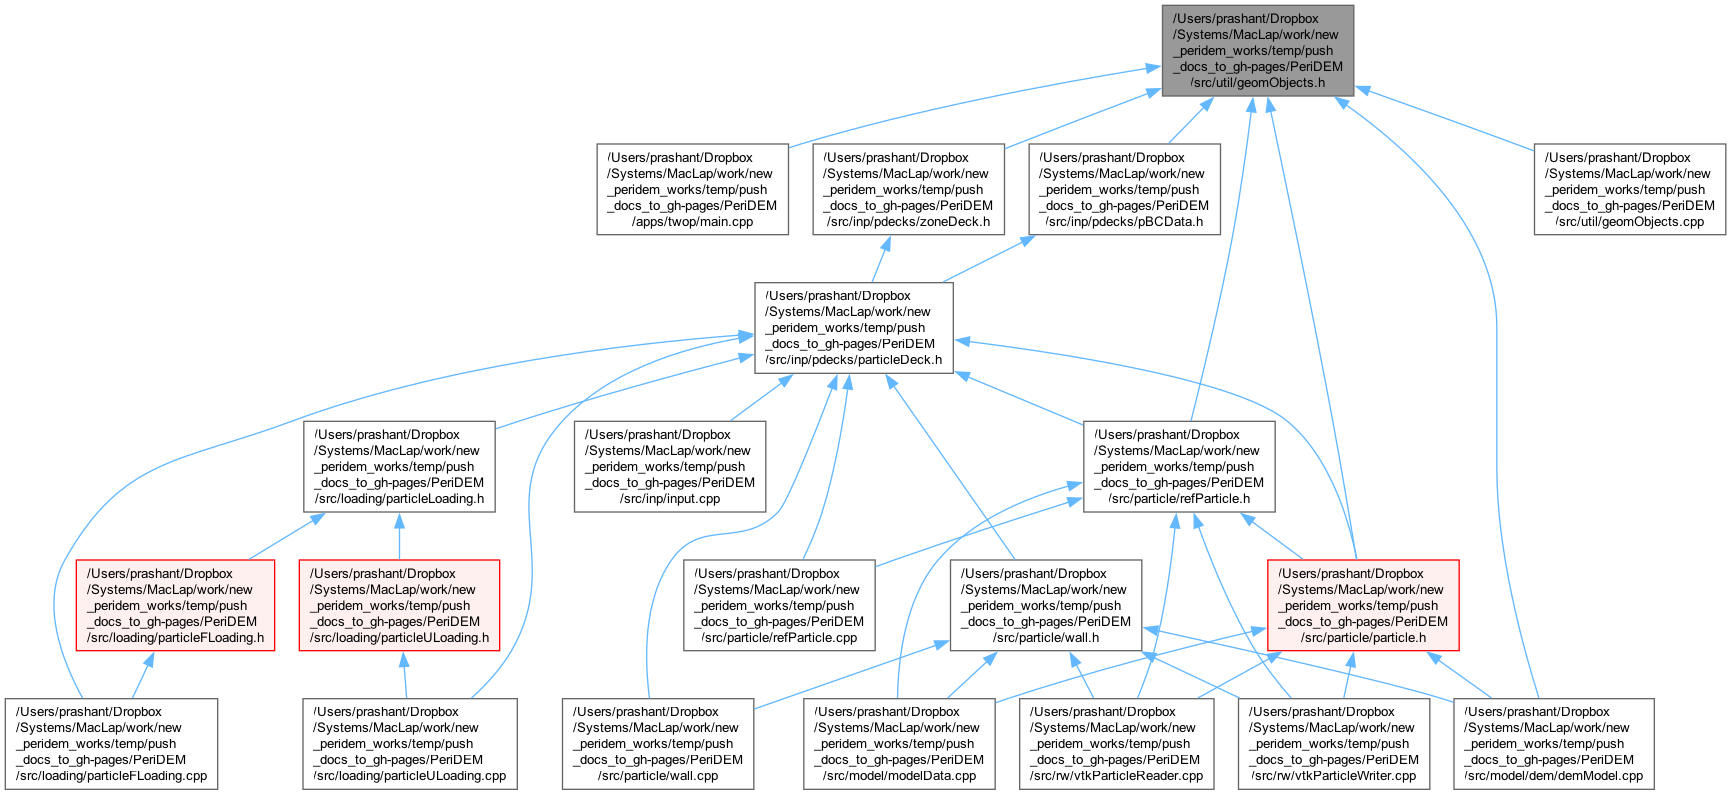 /Users/prashant/Dropbox
/Systems/MacLap/work/new
_peridem_works/temp/push
_docs_to_gh-pages/PeriDEM
/src/util/geomObjects.h
/Users/prashant/Dropbox
/Systems/MacLap/work/new
_peridem_works/temp/push
_docs_to_gh-pages/PeriDEM
/apps/twop/main.cpp
/Users/prashant/Dropbox
/Systems/MacLap/work/new
_peridem_works/temp/push
_docs_to_gh-pages/PeriDEM
/src/inp/pdecks/zoneDeck.h
/Users/prashant/Dropbox
/Systems/MacLap/work/new
_peridem_works/temp/push
_docs_to_gh-pages/PeriDEM
/src/inp/pdecks/pBCData.h
/Users/prashant/Dropbox
/Systems/MacLap/work/new
_peridem_works/temp/push
_docs_to_gh-pages/PeriDEM
/src/util/geomObjects.cpp
/Users/prashant/Dropbox
/Systems/MacLap/work/new
_peridem_works/temp/push
_docs_to_gh-pages/PeriDEM
/src/inp/pdecks/particleDeck.h
/Users/prashant/Dropbox
/Systems/MacLap/work/new
_peridem_works/temp/push
_docs_to_gh-pages/PeriDEM
/src/loading/particleLoading.h
/Users/prashant/Dropbox
/Systems/MacLap/work/new
_peridem_works/temp/push
_docs_to_gh-pages/PeriDEM
/src/inp/input.cpp
/Users/prashant/Dropbox
/Systems/MacLap/work/new
_peridem_works/temp/push
_docs_to_gh-pages/PeriDEM
/src/particle/refParticle.h
/Users/prashant/Dropbox
/Systems/MacLap/work/new
_peridem_works/temp/push
_docs_to_gh-pages/PeriDEM
/src/loading/particleFLoading.h
/Users/prashant/Dropbox
/Systems/MacLap/work/new
_peridem_works/temp/push
_docs_to_gh-pages/PeriDEM
/src/loading/particleULoading.h
/Users/prashant/Dropbox
/Systems/MacLap/work/new
_peridem_works/temp/push
_docs_to_gh-pages/PeriDEM
/src/particle/refParticle.cpp
/Users/prashant/Dropbox
/Systems/MacLap/work/new
_peridem_works/temp/push
_docs_to_gh-pages/PeriDEM
/src/particle/wall.h
/Users/prashant/Dropbox
/Systems/MacLap/work/new
_peridem_works/temp/push
_docs_to_gh-pages/PeriDEM
/src/particle/particle.h
/Users/prashant/Dropbox
/Systems/MacLap/work/new
_peridem_works/temp/push
_docs_to_gh-pages/PeriDEM
/src/loading/particleFLoading.cpp
/Users/prashant/Dropbox
/Systems/MacLap/work/new
_peridem_works/temp/push
_docs_to_gh-pages/PeriDEM
/src/loading/particleULoading.cpp
/Users/prashant/Dropbox
/Systems/MacLap/work/new
_peridem_works/temp/push
_docs_to_gh-pages/PeriDEM
/src/particle/wall.cpp
/Users/prashant/Dropbox
/Systems/MacLap/work/new
_peridem_works/temp/push
_docs_to_gh-pages/PeriDEM
/src/model/modelData.cpp
/Users/prashant/Dropbox
/Systems/MacLap/work/new
_peridem_works/temp/push
_docs_to_gh-pages/PeriDEM
/src/rw/vtkParticleReader.cpp
/Users/prashant/Dropbox
/Systems/MacLap/work/new
_peridem_works/temp/push
_docs_to_gh-pages/PeriDEM
/src/rw/vtkParticleWriter.cpp
/Users/prashant/Dropbox
/Systems/MacLap/work/new
_peridem_works/temp/push
_docs_to_gh-pages/PeriDEM
/src/model/dem/demModel.cpp